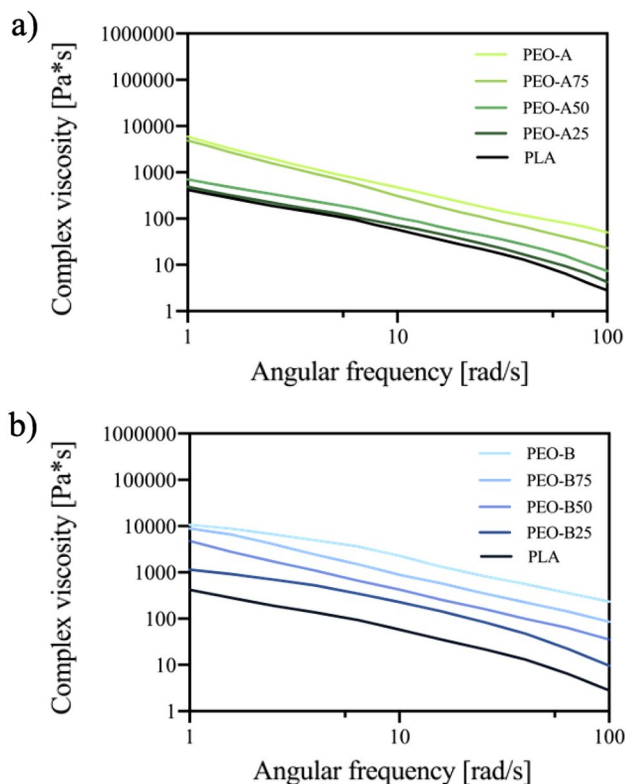 a)
1000000
100000
10000
1000
100
10
1
Complex viscosity [Pa*s]
PEO-A
PEO-A75
PEO-A50
PEO-A25
PLA
1 10 100
Angular frequency [rad/s]
b)
1000000
100000
10000
1000
100
10
1
Complex viscosity [Pa*s]
PEO-B
PEO-B75
PEO-B50
PEO-B25
PLA
1 10 100
Angular frequency [rad/s]